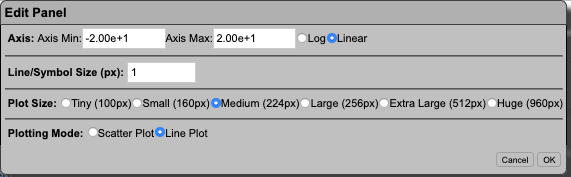 Edit Panel
Axis: Axis Min: -2.00e+1 Axis Max: 2.00e+1 Log Linear
Line/Symbol Size (px): 1
Plot Size: Tiny (100px) Small (160px) Medium (224px) Large (256px) Extra Large (512px) Huge (960px)
Plotting Mode: Scatter Plot Line Plot
Cancel OK